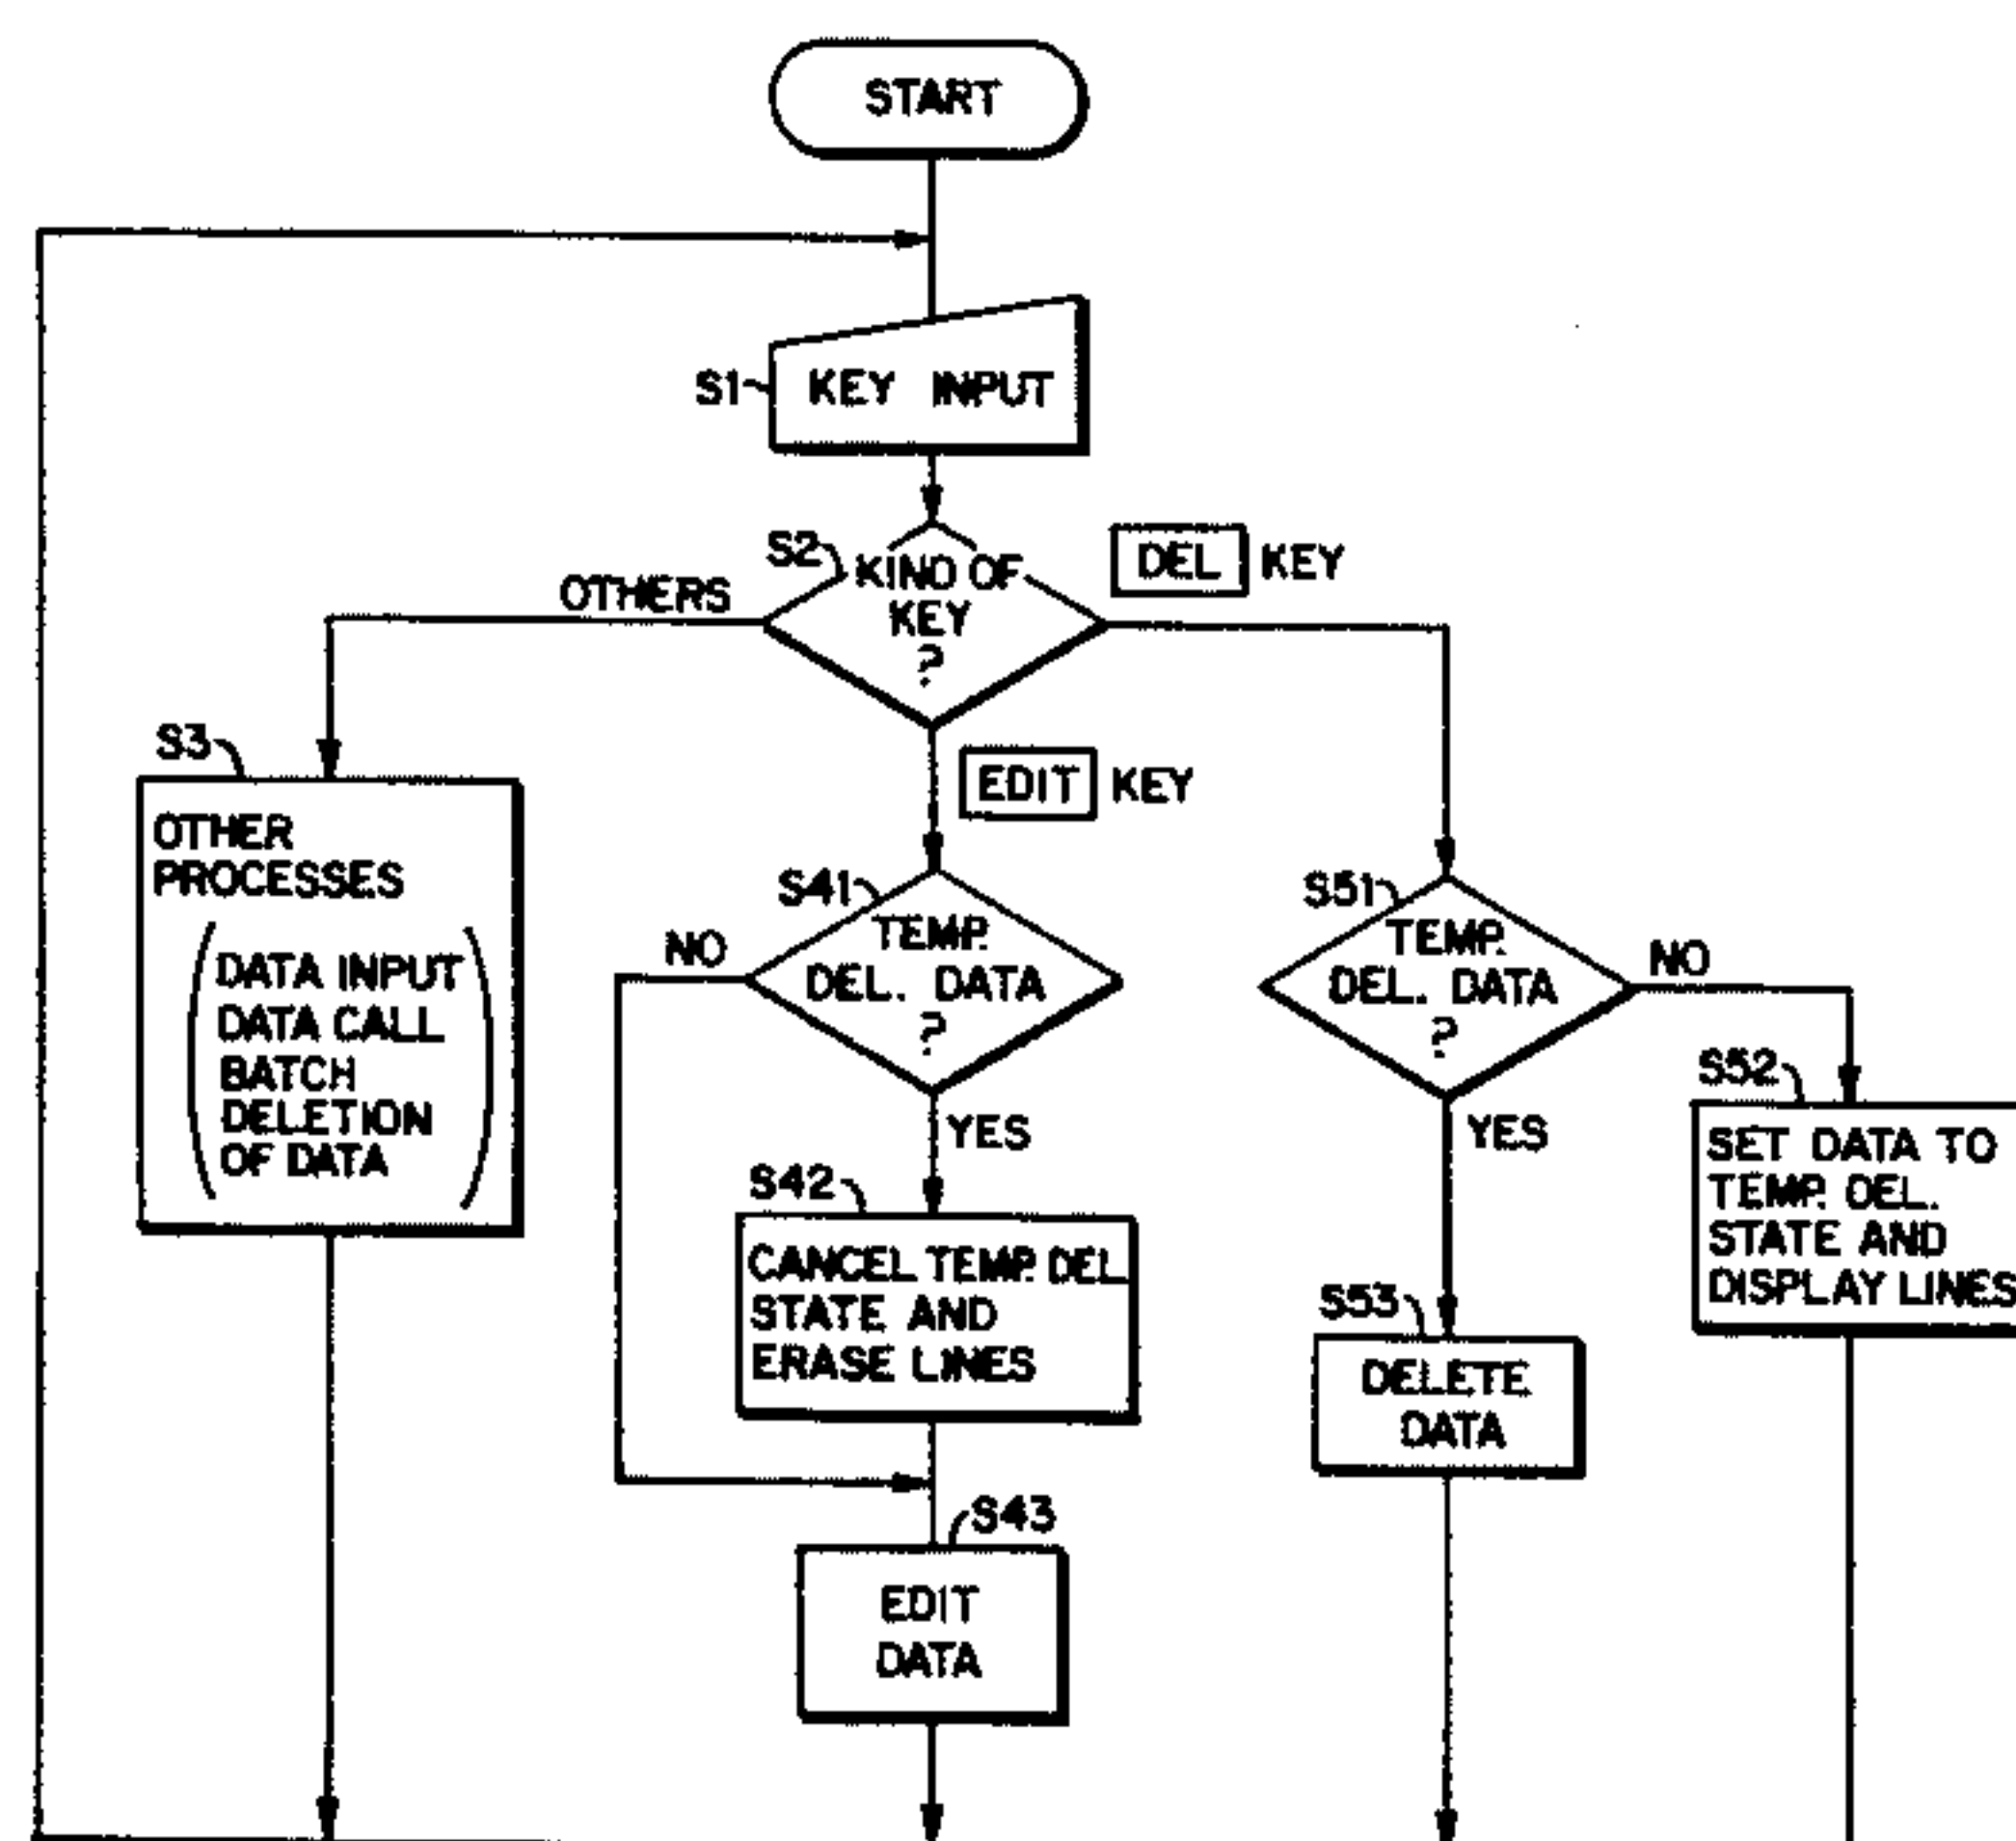 START
S1
KEY INPUT
S2
KIND OF
KEY
?
OTHERS
DEL KEY
EDIT KEY
S3
OTHER
PROCESSES
DATA INPUT
DATA CALL
BATCH
DELETION
OF DATA
S41
TEMP.
DEL. DATA
?
NO
YES
S42
CANCEL TEMP. DEL
STATE AND
ERASE LINES
S43
EDIT
DATA
S51
TEMP.
DEL. DATA
?
NO
YES
S52
SET DATA TO
TEMP. DEL.
STATE AND
DISPLAY LINES
S53
DELETE
DATA